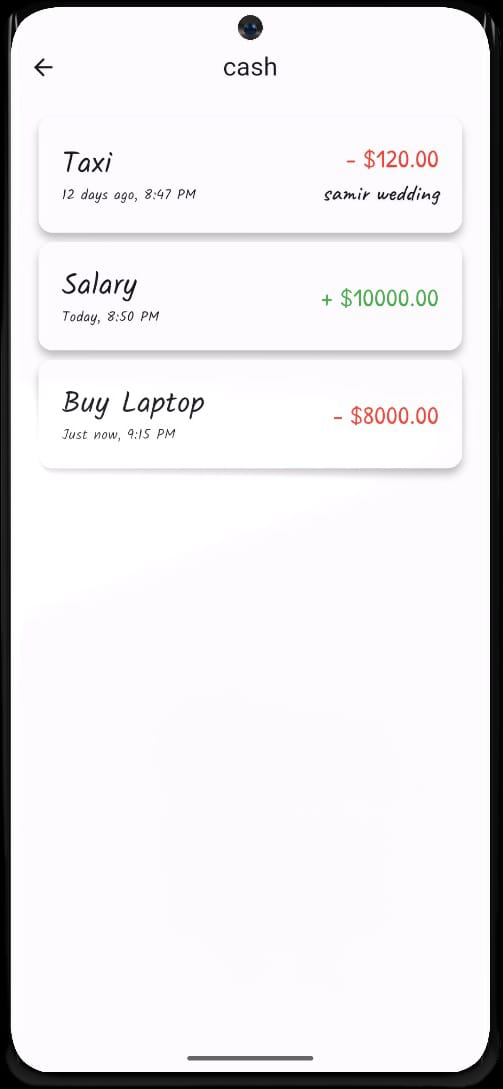 cash
Taxi
- $120.00
12 days ago, 8:47 PM
samir wedding
Salary
+ $10000.00
Today, 8:50 PM
Buy Laptop
- $8000.00
Just now, 9:15 PM